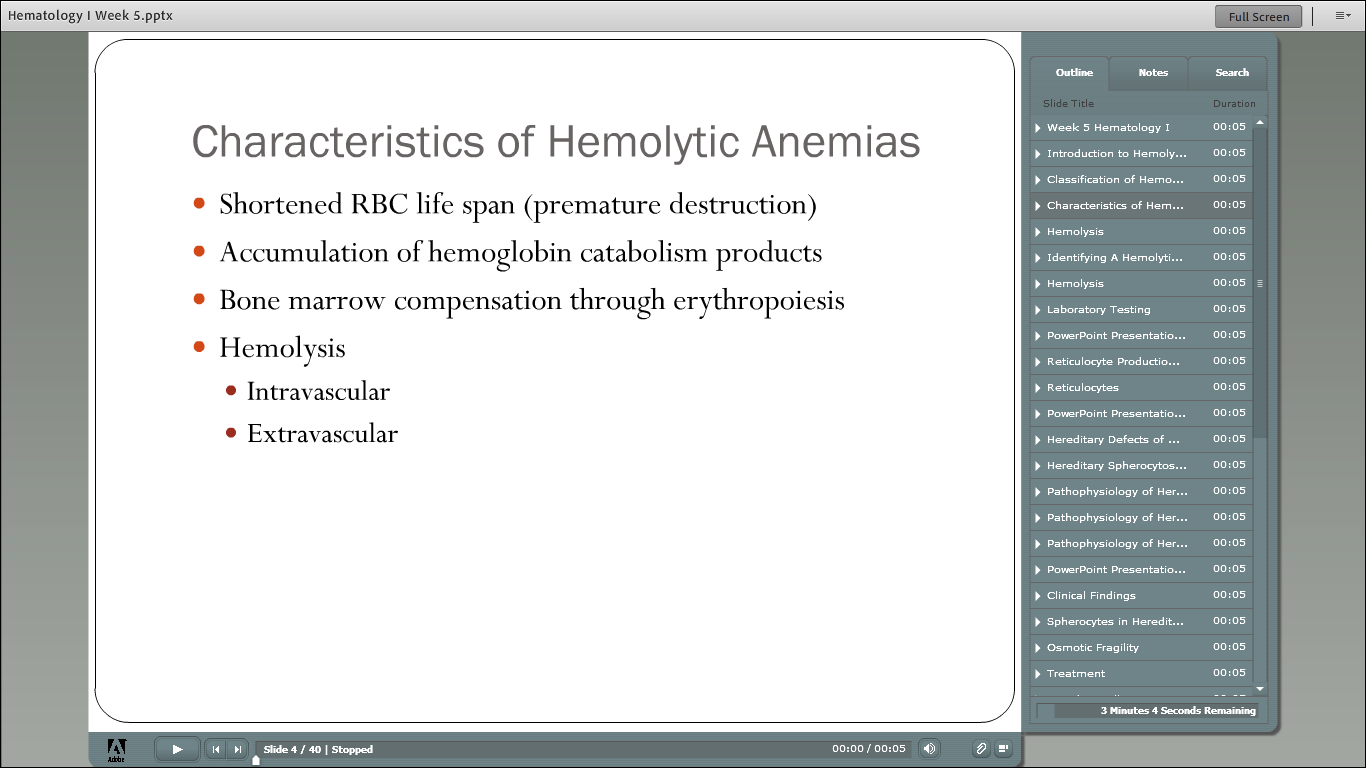 Hematology I Week 5.pptx
Full Screen
Characteristics of Hemolytic Anemias
Shortened RBC life span (premature destruction)
Accumulation of hemoglobin catabolism products
Bone marrow compensation through erythropoiesis
Hemolysis
Intravascular
Extravascular
Outline Notes Search
Slide Title Duration
Week 5 Hematology I 00:05
Introduction to Hemoly... 00:05
Classification of Hemo... 00:05
Characteristics of Hem... 00:05
Hemolysis 00:05
Identifying A Hemolyti... 00:05
Hemolysis 00:05
Laboratory Testing 00:05
PowerPoint Presentatio... 00:05
Reticulocyte Productio... 00:05
Reticulocytes 00:05
PowerPoint Presentatio... 00:05
Hereditary Defects of ... 00:05
Hereditary Spherocytos... 00:05
Pathophysiology of Her... 00:05
Pathophysiology of Her... 00:05
Pathophysiology of Her... 00:05
PowerPoint Presentatio... 00:05
Clinical Findings 00:05
Spherocytes in Heredit... 00:05
Osmotic Fragility 00:05
Treatment 00:05
3 Minutes 4 Seconds Remaining
Adobe
Slide 4 / 40 | Stopped 00:00 / 00:05